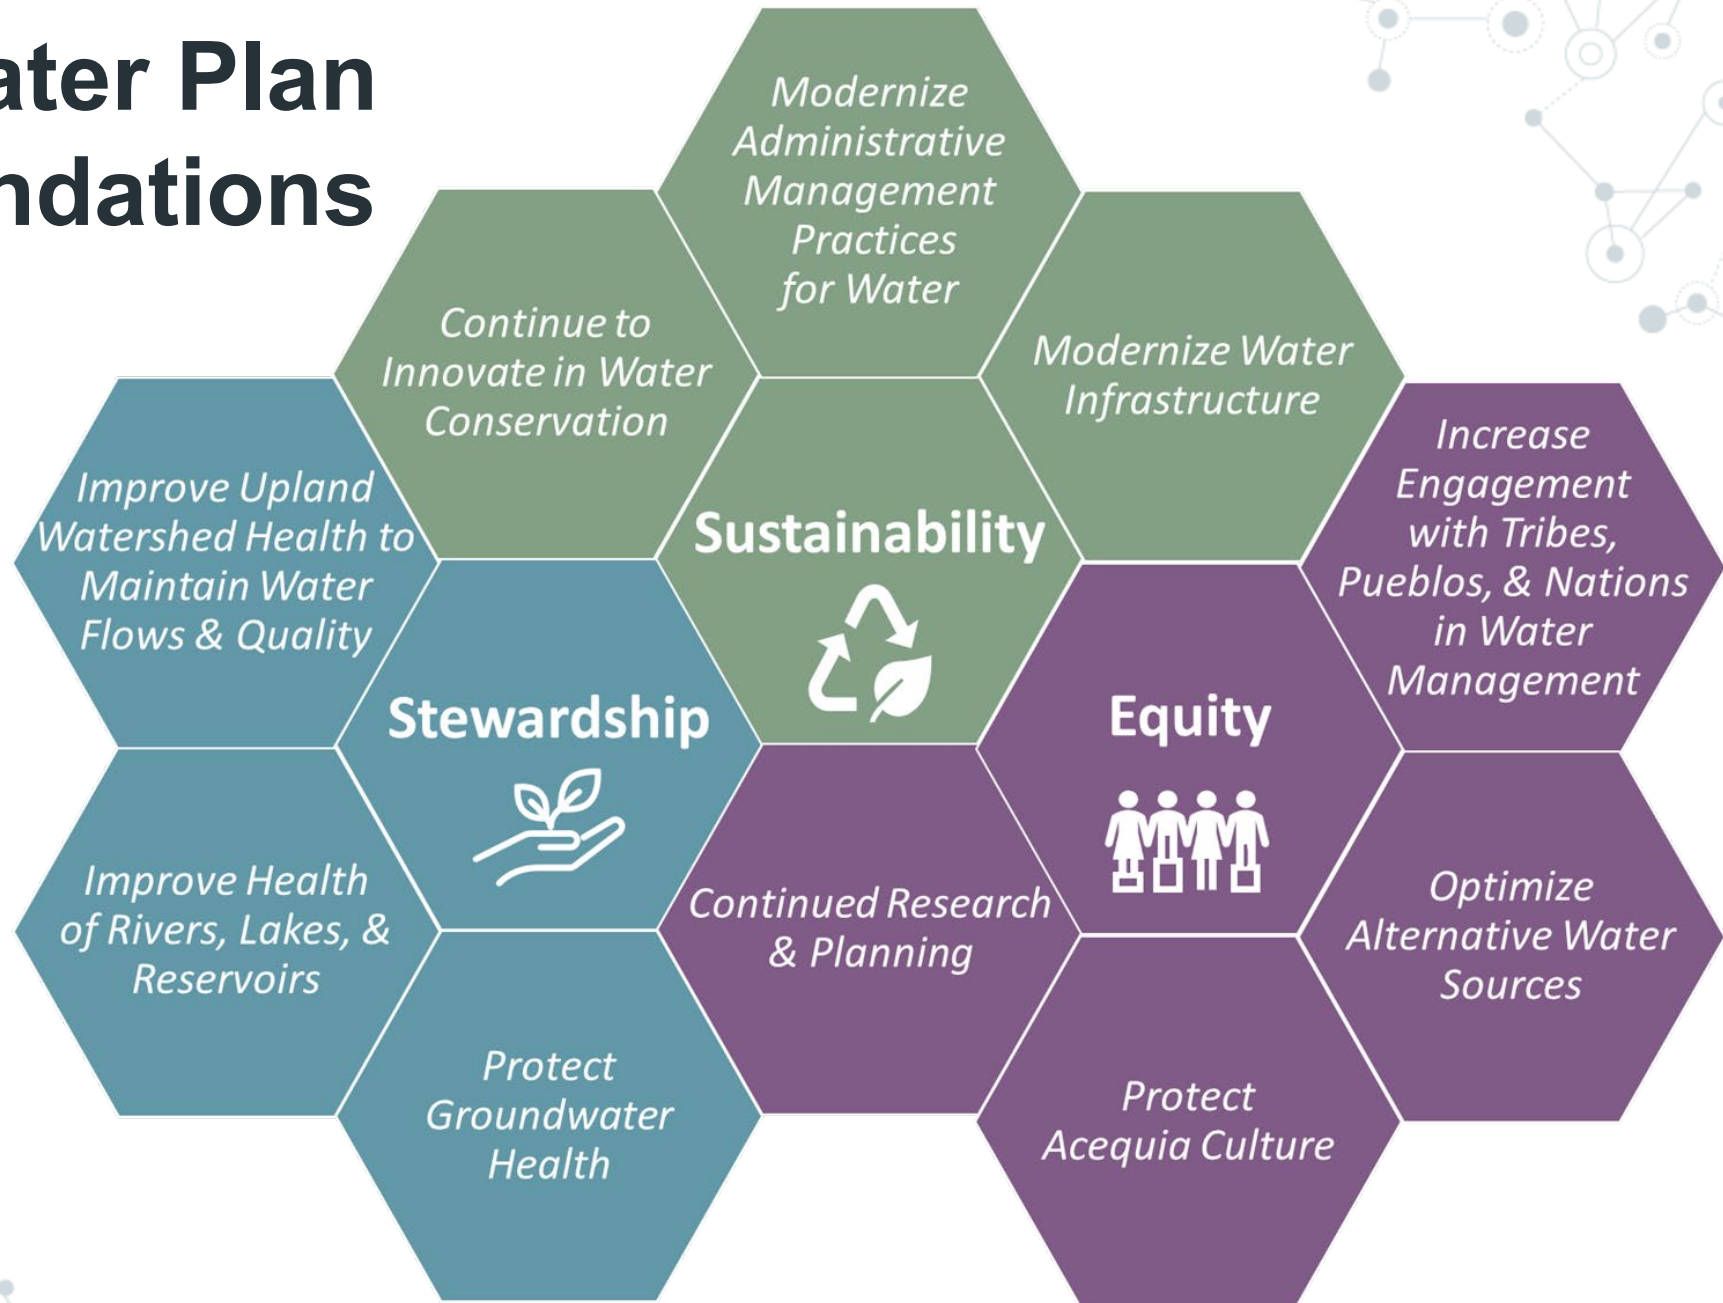 ater Plan
ndations
Modernize
Administrative
Management
Practices
for Water
Continue to
Innovate in Water
Conservation
Modernize Water
Infrastructure
Improve Upland
Watershed Health to
Maintain Water
Flows & Quality
Sustainability
Increase
Engagement
with Tribes,
Pueblos, & Nations
in Water
Management
Stewardship
Equity
Improve Health
of Rivers, Lakes, &
Reservoirs
Continued Research
& Planning
Optimize
Alternative Water
Sources
Protect
Groundwater
Health
Protect
Acequia Culture